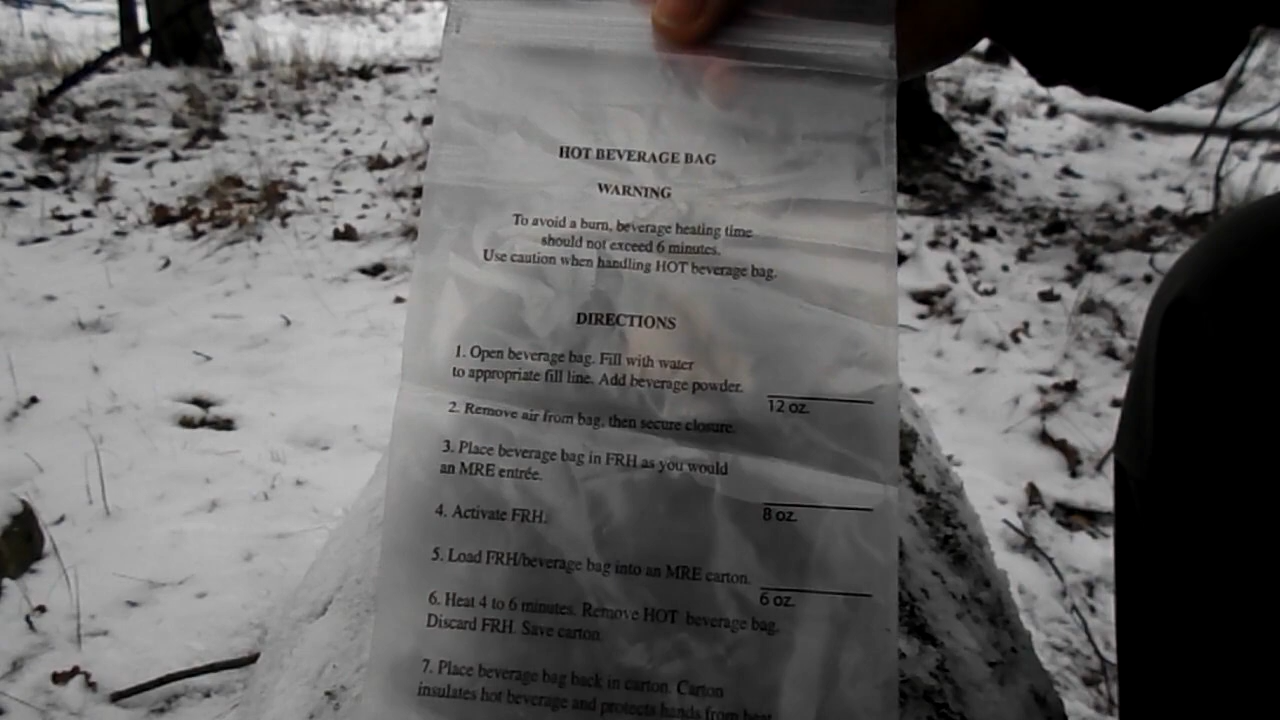 HOT BEVERAGE BAG
WARNING
To avoid a burn, beverage heating time
should not exceed 6 minutes.
Use caution when handling HOT beverage bag.
DIRECTIONS
1. Open beverage bag. Fill with water
to appropriate fill line. Add beverage powder.
12 oz.
2. Remove air from bag, then secure closure.
3. Place beverage bag in FRH as you would
an MRE entrée.
4. Activate FRH.
8 oz.
5. Load FRH/beverage bag into an MRE carton.
6 oz.
6. Heat 4 to 6 minutes. Remove HOT beverage bag.
Discard FRH. Save carton.
7. Place beverage bag back in carton. Carton
insulates hot beverage and protects hands from heat